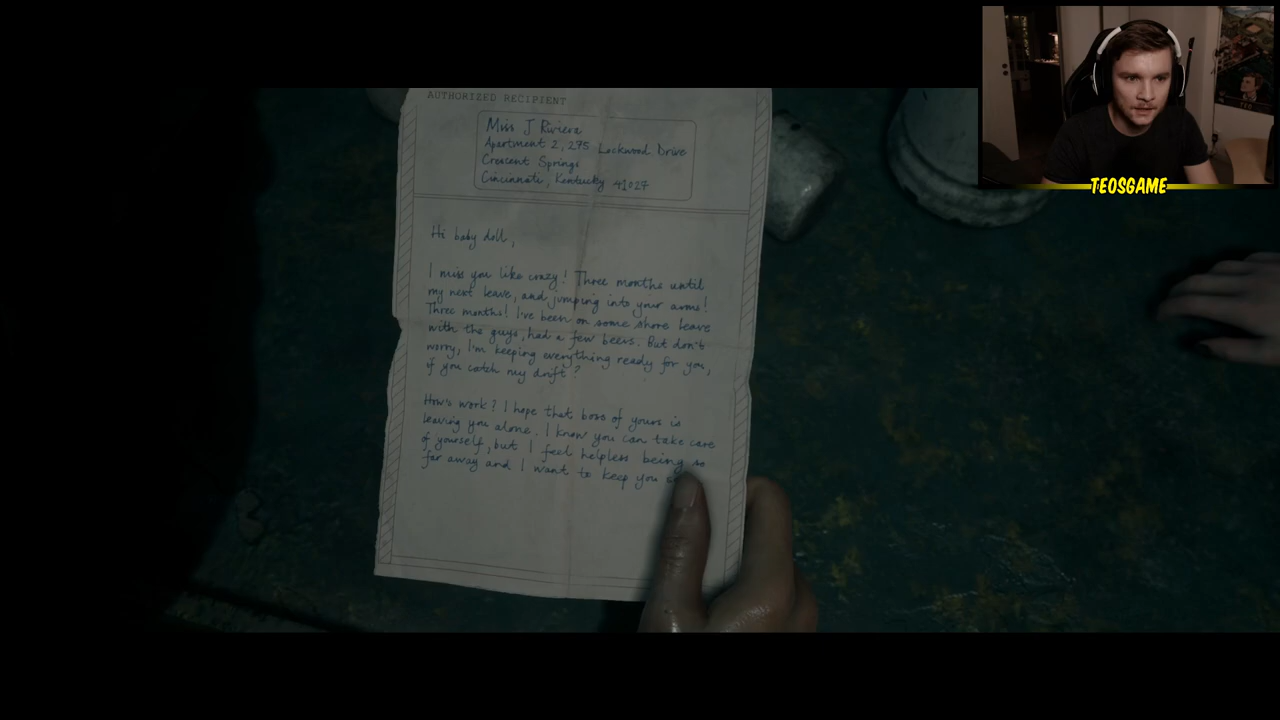 AUTHORIZED RECIPIENT
Miss J Riviera
Apartment 2, 275 Lockwood Drive
Crescent Springs
Cincinnati, Kentucky 41027
Hi baby doll,
I miss you like crazy! Three months until
my next leave, and jumping into your arms!
Three months! I've been on some shore leave
with the guys, had a few beers. But don't
worry, I'm keeping everything ready for you,
if you catch my drift?
How's work? I hope that boss of yours is
leaving you alone. I know you can take care
of yourself, but I feel helpless being so
far away and I want to keep you
TEOSGAME